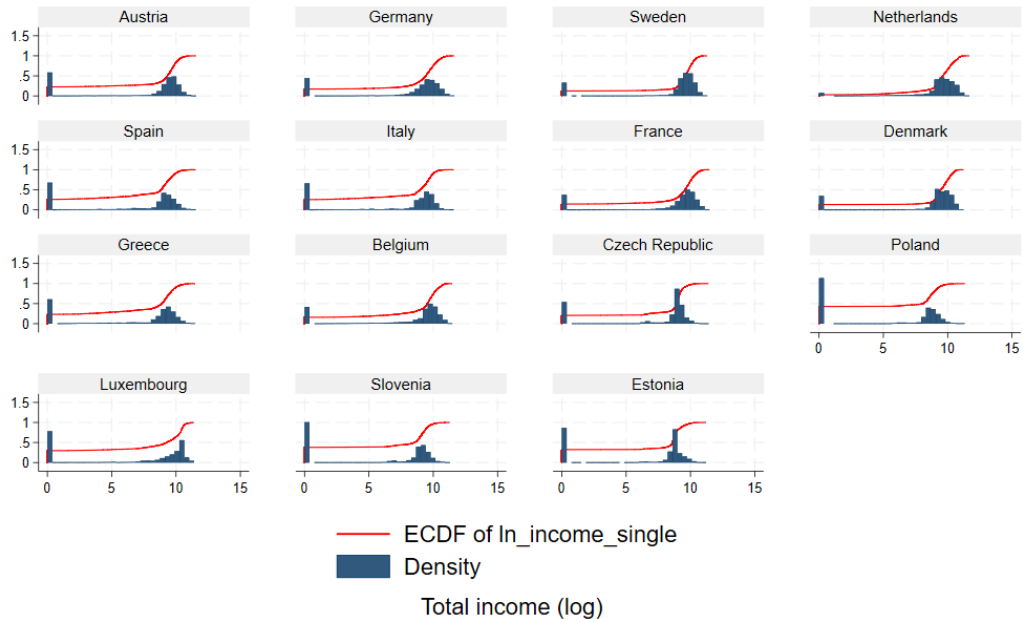 Austria Germany Sweden Netherlands
1.5
1
.5
0
Spain Italy France Denmark
1.5
1
.5
0
Greece Belgium Czech Republic Poland
1.5
1
.5
0
0 5 10 15
Luxembourg Slovenia Estonia
1.5
1
.5
0
0 5 10 15 0 5 10 15 0 5 10 15
ECDF of ln_income_single
Density
Total income (log)